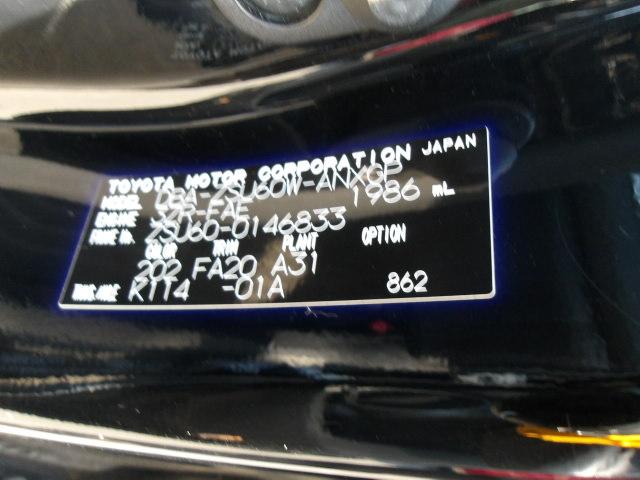 TOYOTA MOTOR CORPORATION JAPAN
MODEL DBA-ZSU60W-ANXGP
ENGINE 3ZR-FAE 1986 mL
FRAME No. ZSU60-0146833
COLOR TRIM PLANT OPTION
202 FA20 A31
TRANS./AXLE K114 -01A 862